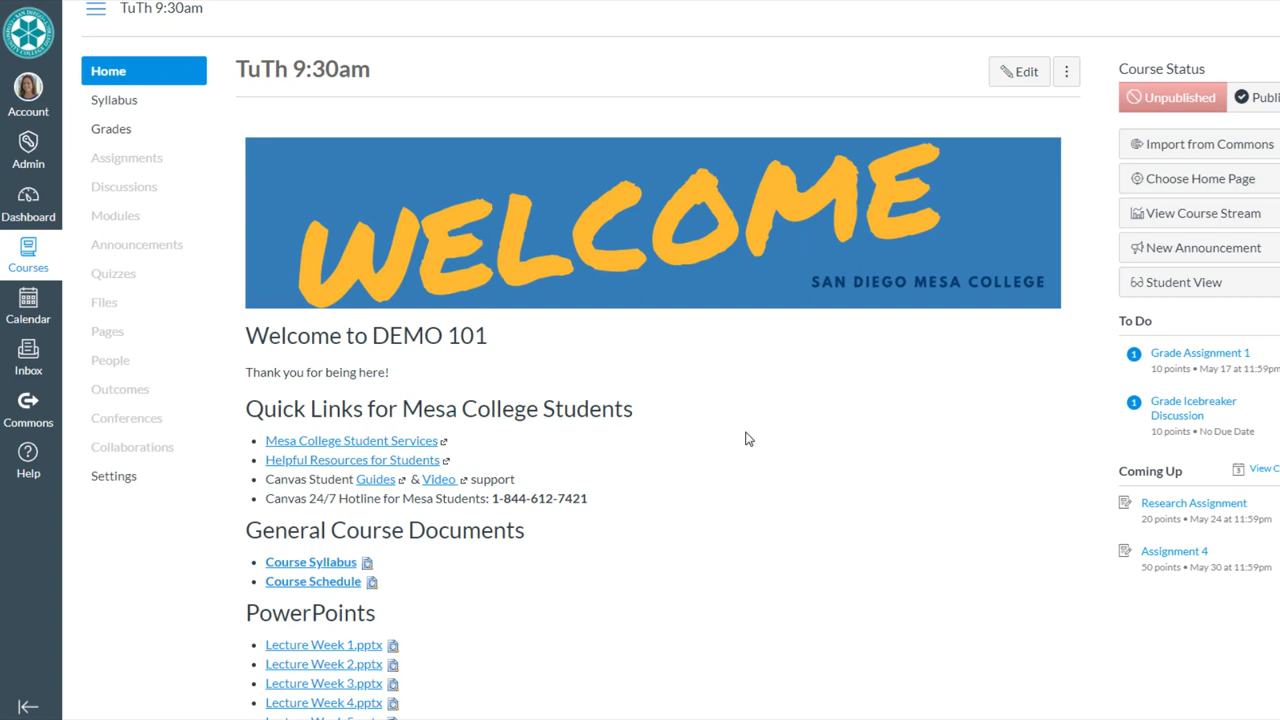 TuTh 9:30am
Account
Admin
Dashboard
Courses
Calendar
Inbox
Commons
Help
Home
Syllabus
Grades
Assignments
Discussions
Modules
Announcements
Quizzes
Files
Pages
People
Outcomes
Conferences
Collaborations
Settings
TuTh 9:30am
Edit
WELCOME
SAN DIEGO MESA COLLEGE
Welcome to DEMO 101
Thank you for being here!
Quick Links for Mesa College Students
Mesa College Student Services
Helpful Resources for Students
Canvas Student Guides & Video support
Canvas 24/7 Hotline for Mesa Students: 1-844-612-7421
General Course Documents
Course Syllabus
Course Schedule
PowerPoints
Lecture Week 1.pptx
Lecture Week 2.pptx
Lecture Week 3.pptx
Lecture Week 4.pptx
Course Status
Unpublished Publi
Import from Commons
Choose Home Page
View Course Stream
New Announcement
Student View
To Do
1 Grade Assignment 1
10 points • May 17 at 11:59pm
1 Grade Icebreaker
Discussion
10 points • No Due Date
Coming Up
View C
Research Assignment
20 points • May 24 at 11:59pm
Assignment 4
50 points • May 30 at 11:59pm